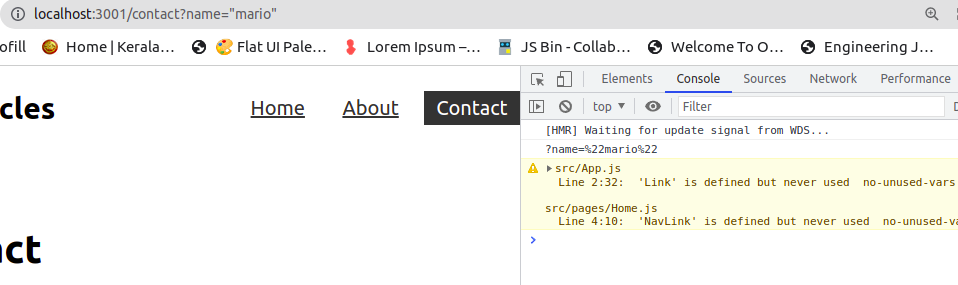 localhost:3001/contact?name="mario"
ofill Home | Kerala... Flat UI Pale... Lorem Ipsum –... JS Bin - Collab... Welcome To O... Engineering J...
Elements Console Sources Network Performance
top Filter
cles Home About Contact
[HMR] Waiting for update signal from WDS...
?name=%22mario%22
src/App.js
Line 2:32: 'Link' is defined but never used no-unused-vars
src/pages/Home.js
Line 4:10: 'NavLink' is defined but never used no-unused-va
act